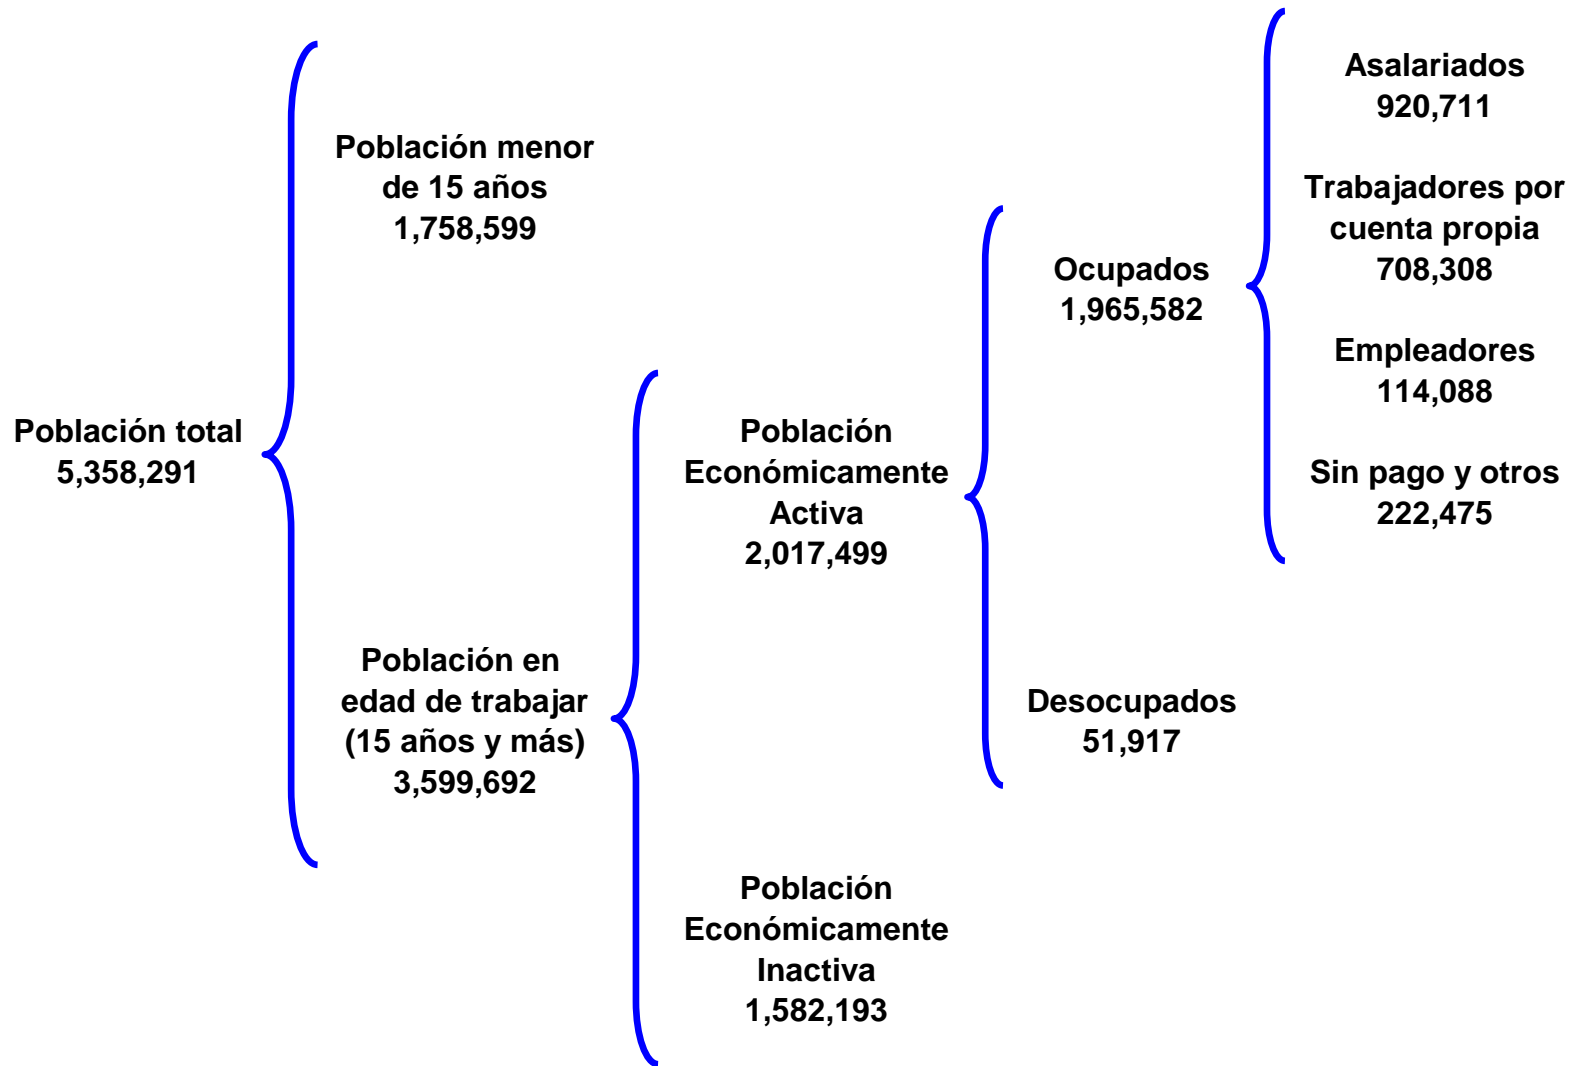 Población total
5,358,291
Población menor
de 15 años
1,758,599
Población en
edad de trabajar
(15 años y más)
3,599,692
Población
Económicamente
Activa
2,017,499
Población
Económicamente
Inactiva
1,582,193
Ocupados
1,965,582
Desocupados
51,917
Asalariados
920,711
Trabajadores por
cuenta propia
708,308
Empleadores
114,088
Sin pago y otros
222,475